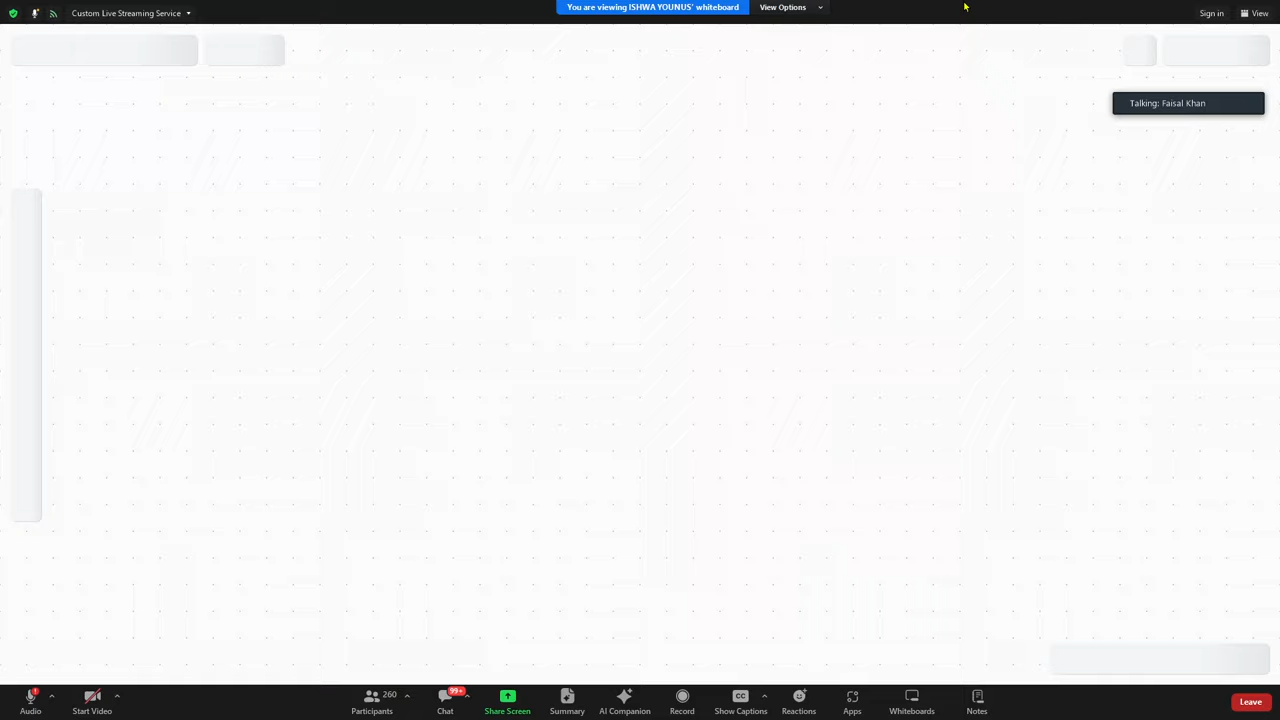 Custom Live Streaming Service
You are viewing ISHWA YOUNUS' whiteboard
View Options
Sign in
View
Talking: Faisal Khan
Audio
Start Video
260
Participants
99+
Chat
Share Screen
Summary
AI Companion
Record
CC
Show Captions
Reactions
Apps
Whiteboards
Notes
Leave